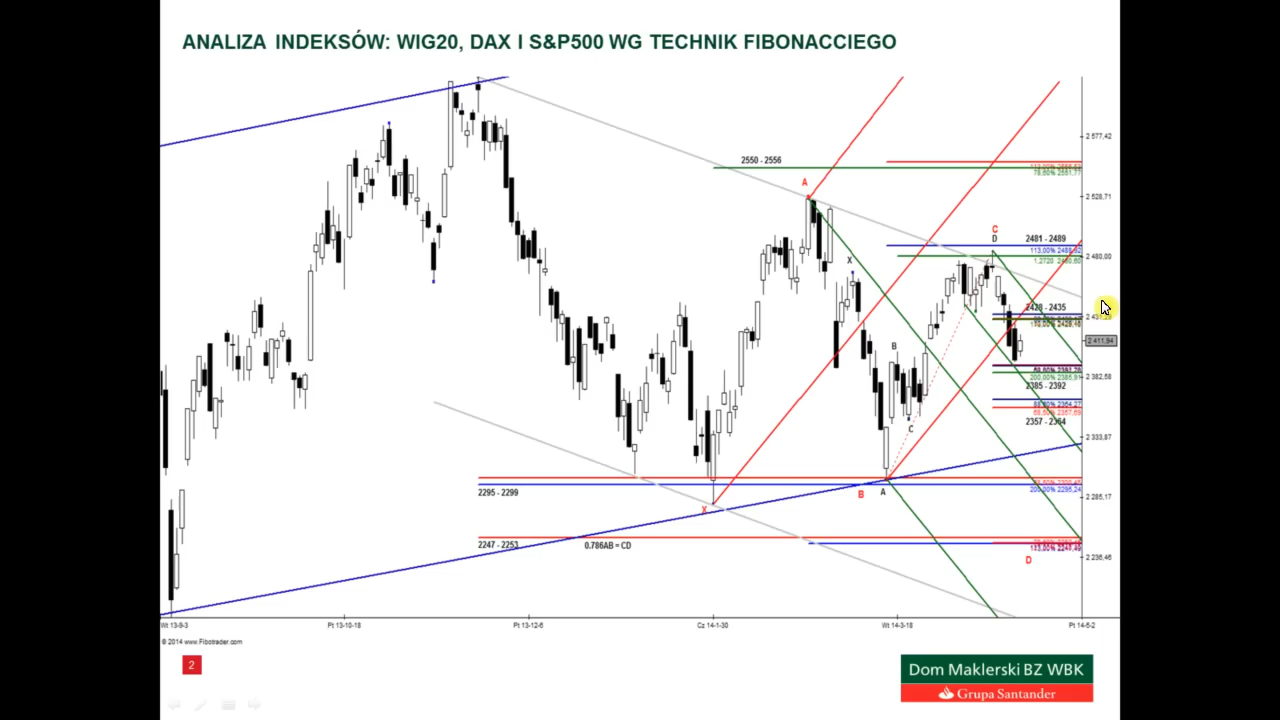 ANALIZA INDEKSÓW: WIG20, DAX I S&P500 WG TECHNIK FIBONACCIEGO
2 577,42
2550 - 2556
A
2 528,71
C
D
2481 - 2489
X
2 480,00
2428 - 2435
2 411,94
B
2 382,58
2385 - 2392
2357 - 2364
C
2 333,87
2295 - 2299
B
A
2 285,17
X
2247 - 2253
0.786AB = CD
2 236,46
D
Wt 13-9-3
Pt 13-10-18
Pt 13-12-6
Cz 14-1-30
Wt 14-3-18
Pt 14-5-2
© 2014 www.Fibotrader.com
2
Dom Maklerski BZ WBK
Grupa Santander